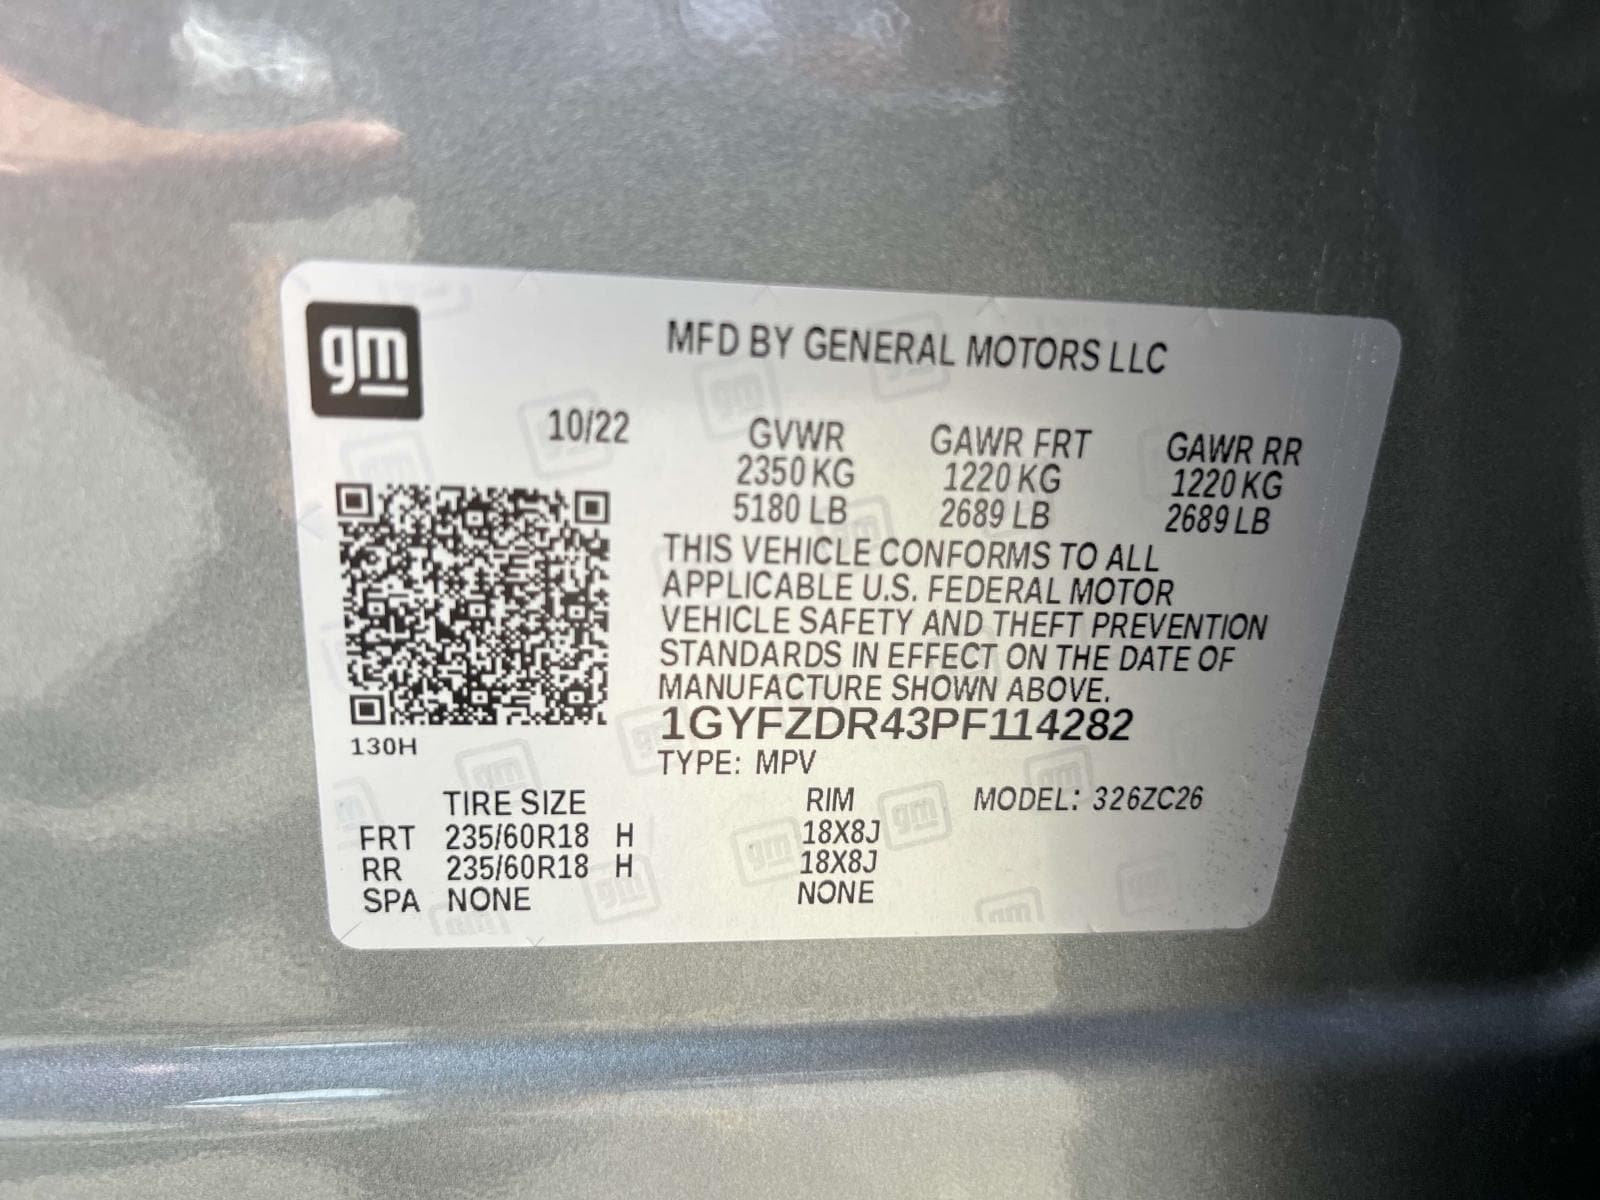 gm
MFD BY GENERAL MOTORS LLC
10/22 GVWR GAWR FRT GAWR RR
2350 KG 1220 KG 1220 KG
5180 LB 2689 LB 2689 LB
THIS VEHICLE CONFORMS TO ALL
APPLICABLE U.S. FEDERAL MOTOR
VEHICLE SAFETY AND THEFT PREVENTION
STANDARDS IN EFFECT ON THE DATE OF
MANUFACTURE SHOWN ABOVE.
1GYFZDR43PF114282
130H
TYPE: MPV
TIRE SIZE RIM MODEL: 326ZC26
FRT 235/60R18 H 18X8J
RR 235/60R18 H 18X8J
SPA NONE NONE